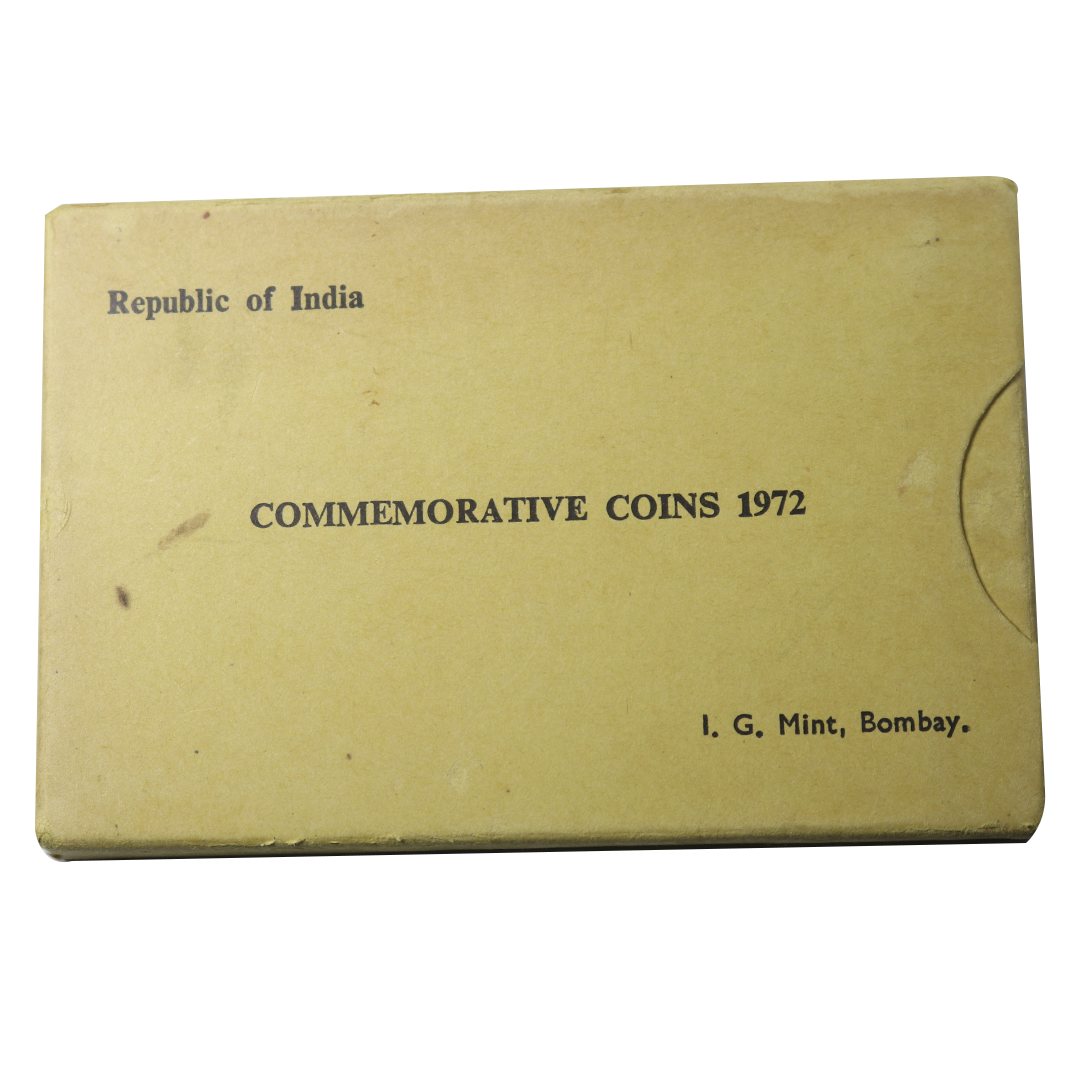 Republic of India
COMMEMORATIVE COINS 1972
I. G. Mint, Bombay.